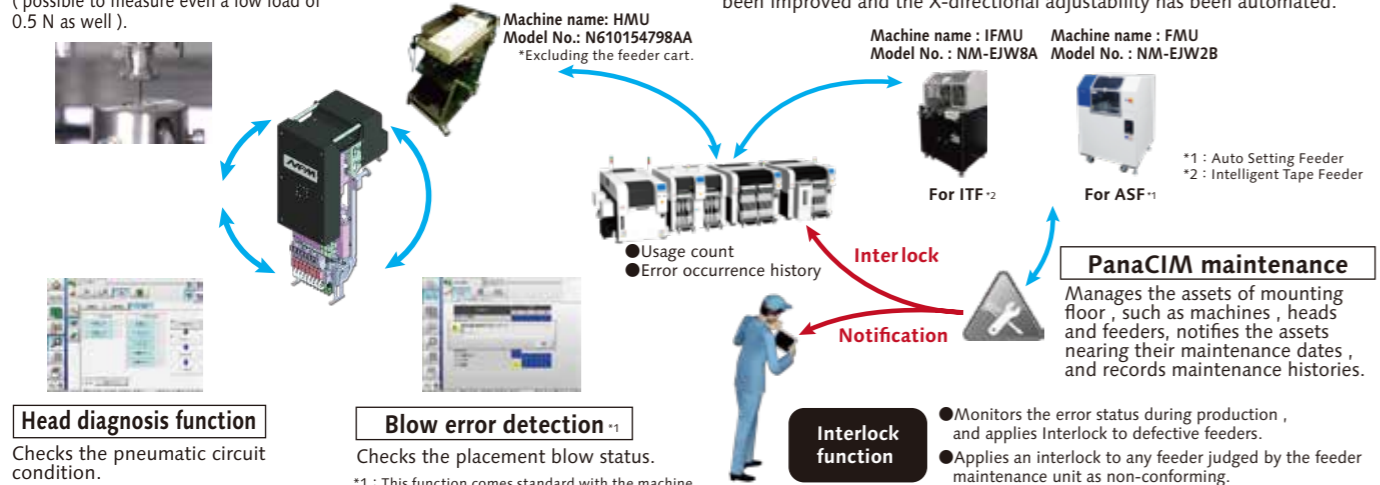 ( possible to measure even a low load of
0.5 N as well ).
been improved and the X-directional adjustability has been automated.
Machine name: HMU
Model No.: N610154798AA
*Excluding the feeder cart.
Machine name : IFMU
Model No. : NM-EJW8A
Machine name : FMU
Model No. : NM-EJW2B
For ITF *2
For ASF *1
*1 : Auto Setting Feeder
*2 : Intelligent Tape Feeder
NPM
●Usage count
●Error occurrence history
Interlock
Notification
PanaCIM maintenance
Manages the assets of mounting
floor , such as machines , heads
and feeders, notifies the assets
nearing their maintenance dates ,
and records maintenance histories.
Head diagnosis function
Checks the pneumatic circuit
condition.
Blow error detection *1
Checks the placement blow status.
*1 : This function comes standard with the machine.
Interlock
function
●Monitors the error status during production ,
and applies Interlock to defective feeders.
●Applies an interlock to any feeder judged by the feeder
maintenance unit as non-conforming.